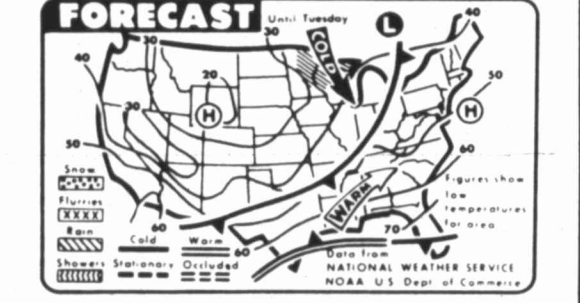 FORECAST
Until Tuesday
30
30
40
L
COLD
40
20
50
H
H
30
50
60
Snow
Flurries
Figures show
low
temperatures
for area
WARM
Rain
60
70
Cold Warm
60
Showers Stationary Occluded
Data from
NATIONAL WEATHER SERVICE
NOAA U S Dept of Commerce